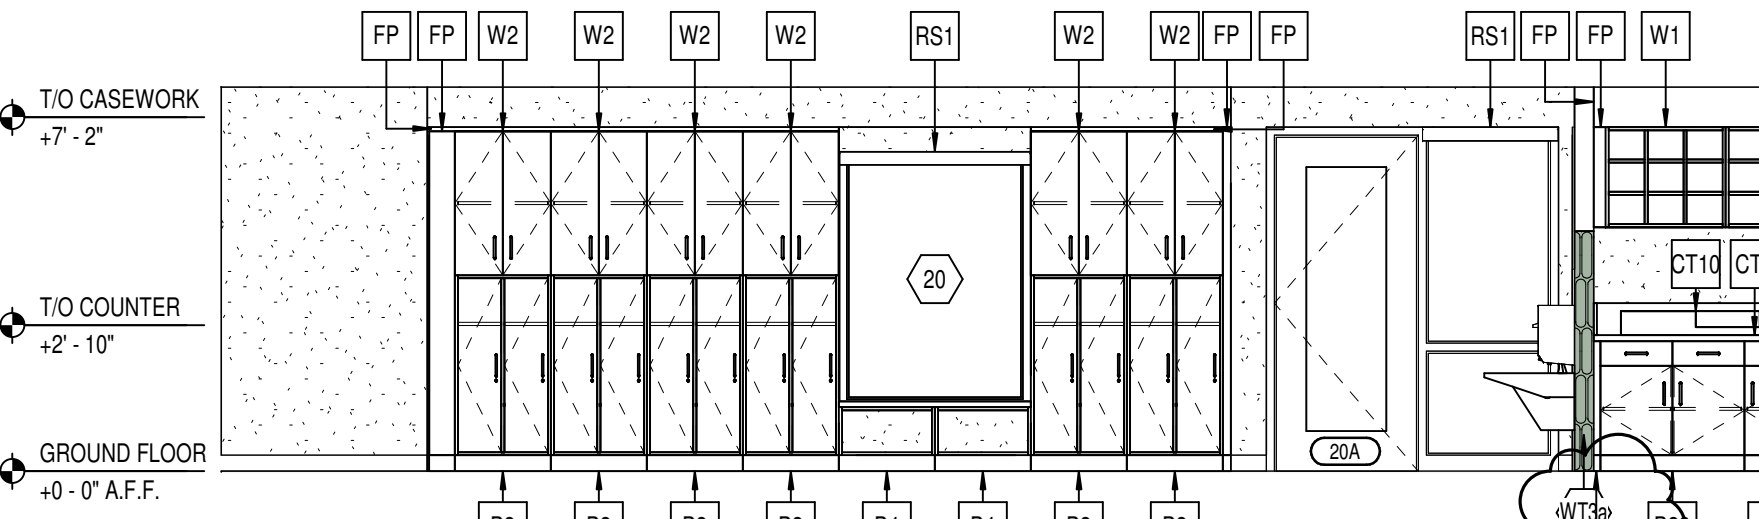 FP FP W2 W2 W2 W2 RS1 W2 W2 FP FP RS1 FP FP W1
T/O CASEWORK
+7' - 2"
CT10
20
T/O COUNTER
+2' - 10"
20A
GROUND FLOOR
+0 - 0" A.F.F.
WT3a